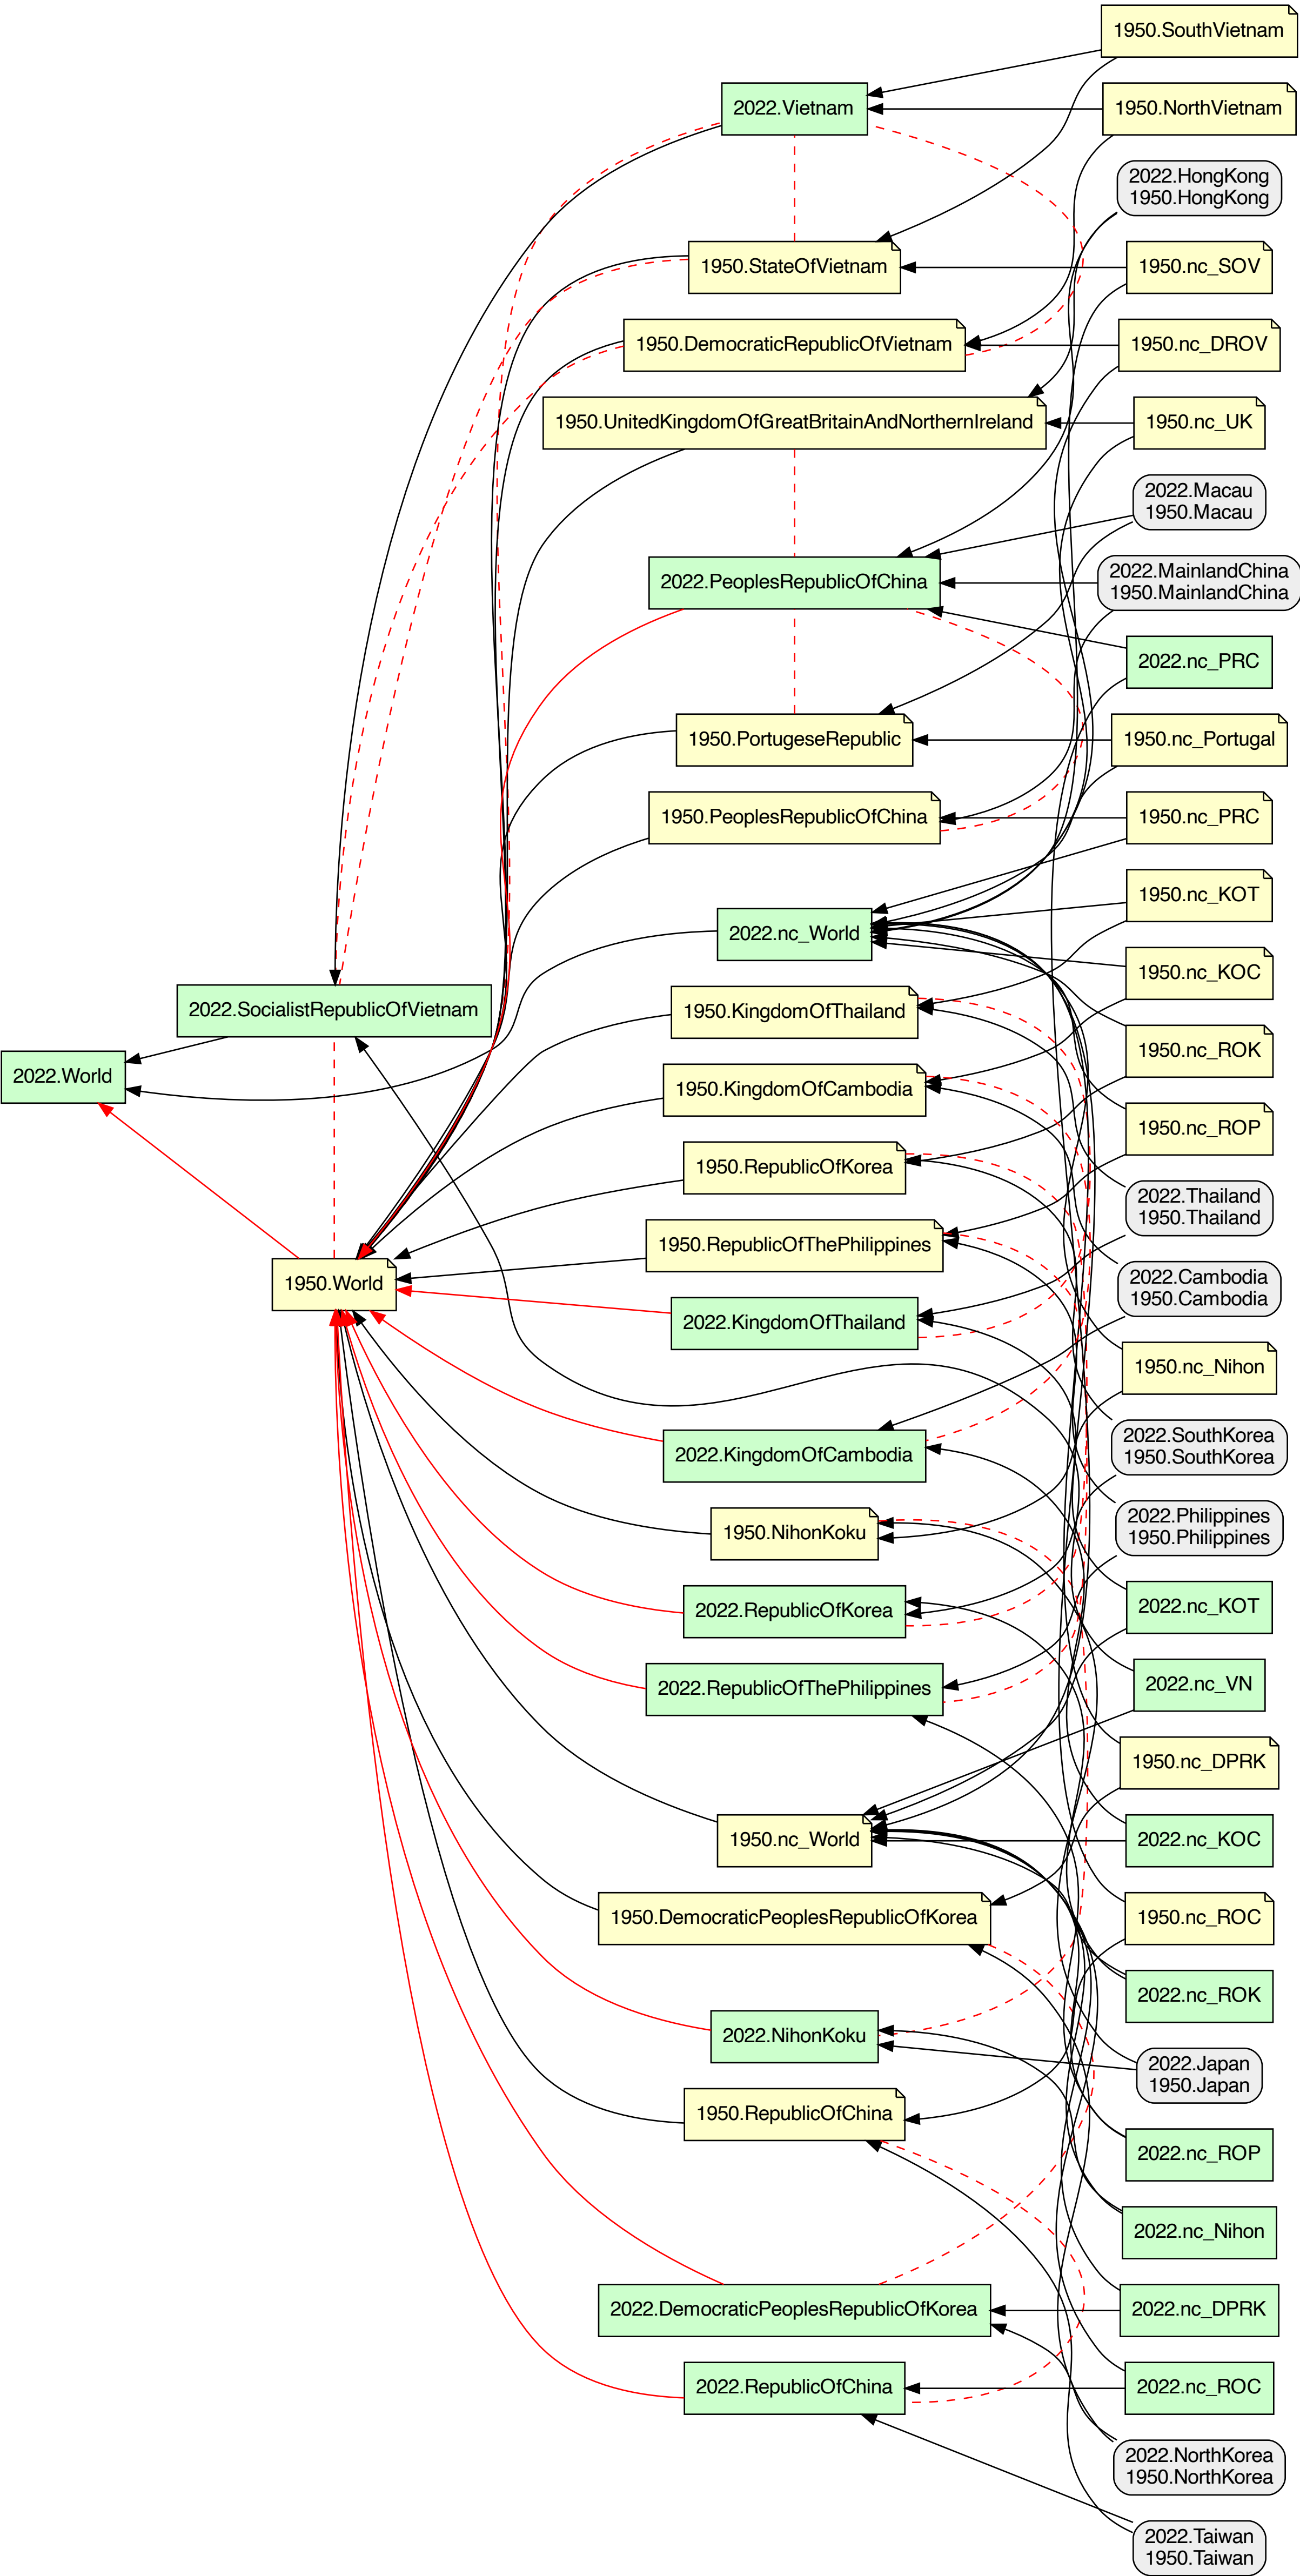 1950.SouthVietnam
2022.Vietnam
1950.NorthVietnam
2022.HongKong
1950.HongKong
1950.StateOfVietnam
1950.nc_SOV
1950.DemocraticRepublicOfVietnam
1950.nc_DROV
1950.UnitedKingdomOfGreatBritainAndNorthernIreland
1950.nc_UK
2022.Macau
1950.Macau
2022.PeoplesRepublicOfChina
2022.MainlandChina
1950.MainlandChina
2022.nc_PRC
1950.PortugeseRepublic
1950.nc_Portugal
1950.PeoplesRepublicOfChina
1950.nc_PRC
1950.nc_KOT
2022.nc_World
1950.nc_KOC
2022.SocialistRepublicOfVietnam
1950.KingdomOfThailand
1950.nc_ROK
2022.World
1950.KingdomOfCambodia
1950.nc_ROP
1950.RepublicOfKorea
2022.Thailand
1950.Thailand
1950.RepublicOfThePhilippines
1950.World
2022.Cambodia
1950.Cambodia
2022.KingdomOfThailand
1950.nc_Nihon
2022.SouthKorea
1950.SouthKorea
2022.KingdomOfCambodia
2022.Philippines
1950.Philippines
1950.NihonKoku
2022.nc_KOT
2022.RepublicOfKorea
2022.nc_VN
2022.RepublicOfThePhilippines
1950.nc_DPRK
1950.nc_World
2022.nc_KOC
1950.DemocraticPeoplesRepublicOfKorea
1950.nc_ROC
2022.nc_ROK
2022.NihonKoku
2022.Japan
1950.Japan
1950.RepublicOfChina
2022.nc_ROP
2022.nc_Nihon
2022.DemocraticPeoplesRepublicOfKorea
2022.nc_DPRK
2022.RepublicOfChina
2022.nc_ROC
2022.NorthKorea
1950.NorthKorea
2022.Taiwan
1950.Taiwan